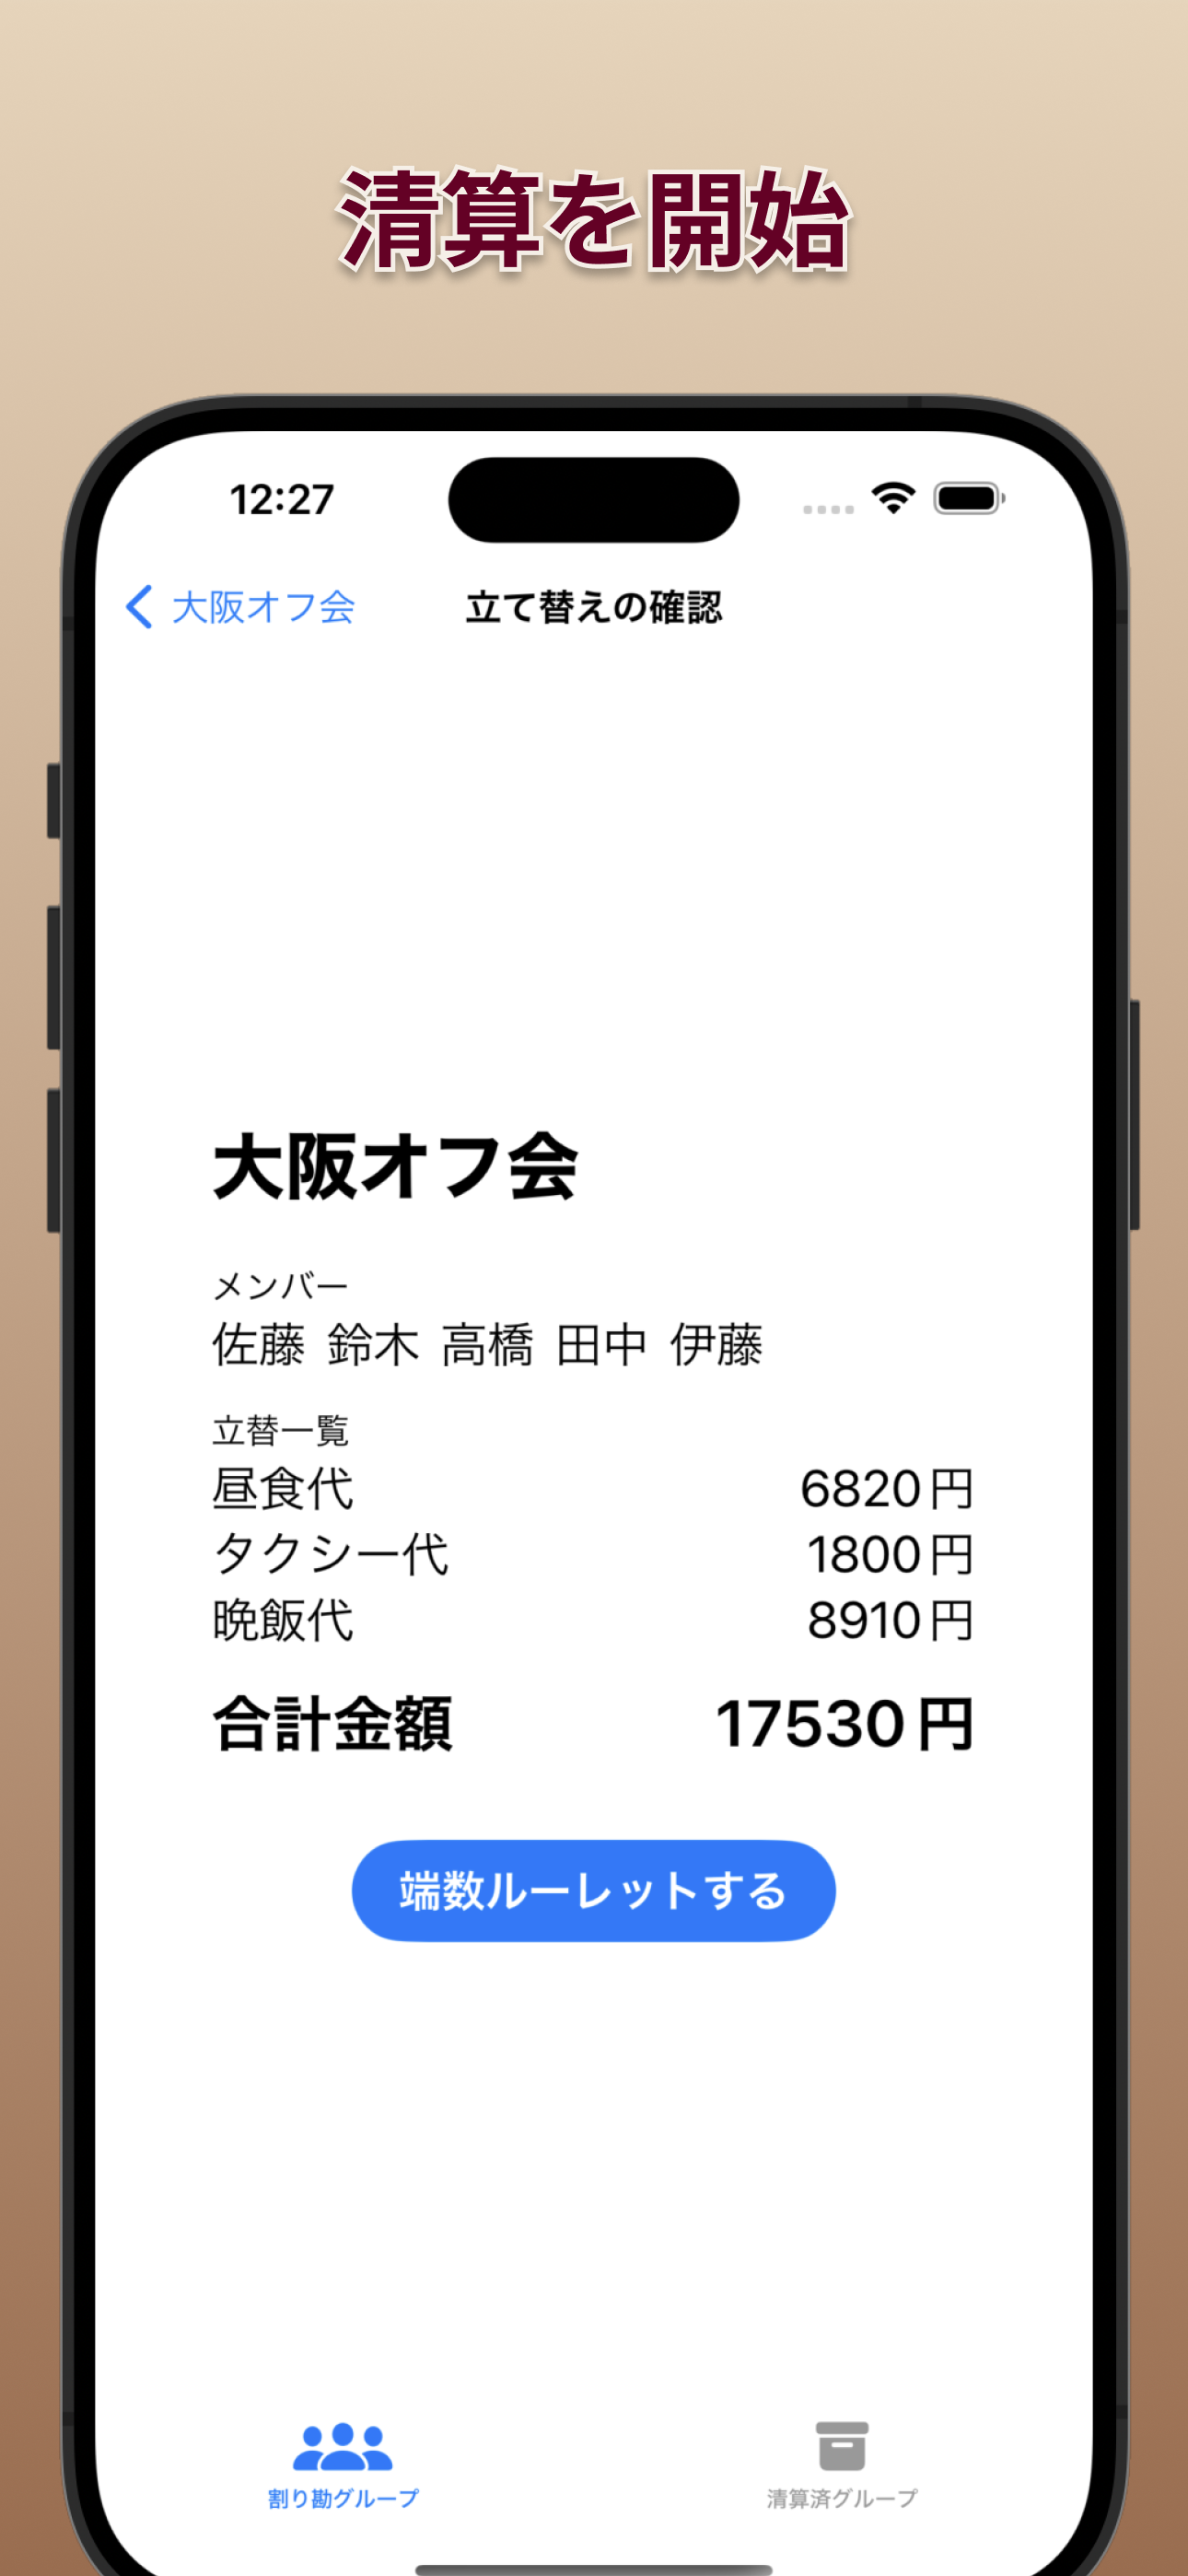 清算を開始
12:27
大阪オフ会
立て替えの確認
大阪オフ会
メンバー
佐藤 鈴木 高橋 田中 伊藤
立替一覧
昼食代 6820円
タクシー代 1800円
晩飯代 8910円
合計金額 17530円
端数ルーレットする
割り勘グループ
清算済グループ